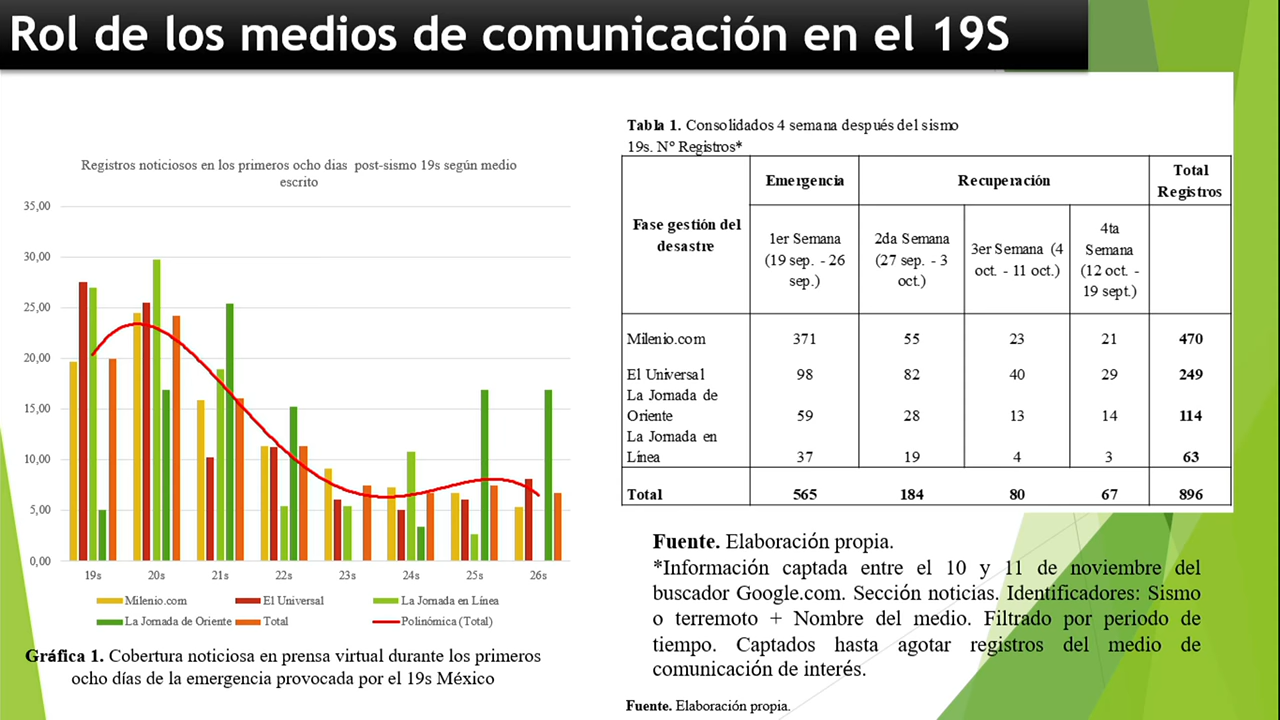 Rol de los medios de comunicación en el 19S
Registros noticiosos en los primeros ocho dias post-sismo 19s según medio
escrito
35,00
30,00
25,00
20,00
15,00
10,00
5,00
0,00
19s 20s 21s 22s 23s 24s 25s 26s
Milenio.com El Universal La Jornada en Línea
La Jornada de Oriente Total Polinómica (Total)
Gráfica 1. Cobertura noticiosa en prensa virtual durante los primeros
ocho días de la emergencia provocada por el 19s México
Tabla 1. Consolidados 4 semana después del sismo
19s. Nº Registros*
Fase gestión del
desastre
Emergencia
Recuperación
Total
Registros
1er Semana
(19 sep. - 26
sep.)
2da Semana
(27 sep. - 3
oct.)
3er Semana (4
oct. - 11 oct.)
4ta
Semana
(12 oct. -
19 sept.)
Milenio.com 371 55 23 21 470
El Universal 98 82 40 29 249
La Jornada de
Oriente 59 28 13 14 114
La Jornada en
Línea 37 19 4 3 63
Total 565 184 80 67 896
Fuente. Elaboración propia.
*Información captada entre el 10 y 11 de noviembre del
buscador Google.com. Sección noticias. Identificadores: Sismo
o terremoto + Nombre del medio. Filtrado por periodo de
tiempo. Captados hasta agotar registros del medio de
comunicación de interés.
Fuente. Elaboración propia.